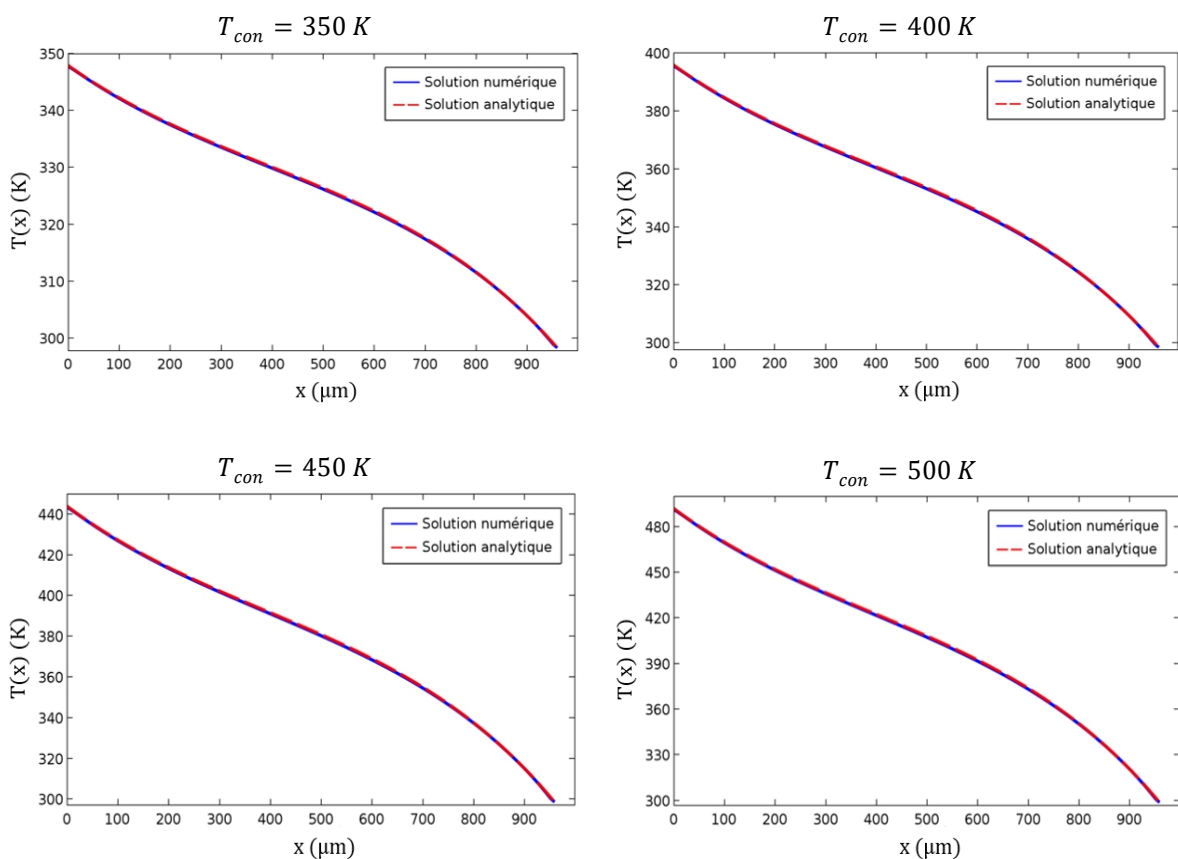 T_con = 350 K
350
340
330
320
310
300
T(x) (K)
Solution numérique
Solution analytique
0 100 200 300 400 500 600 700 800 900
x (μm)
T_con = 400 K
400
380
360
340
320
300
T(x) (K)
Solution numérique
Solution analytique
0 100 200 300 400 500 600 700 800 900
x (μm)
T_con = 450 K
440
420
400
380
360
340
320
300
T(x) (K)
Solution numérique
Solution analytique
0 100 200 300 400 500 600 700 800 900
x (μm)
T_con = 500 K
480
450
420
390
360
330
300
T(x) (K)
Solution numérique
Solution analytique
0 100 200 300 400 500 600 700 800 900
x (μm)